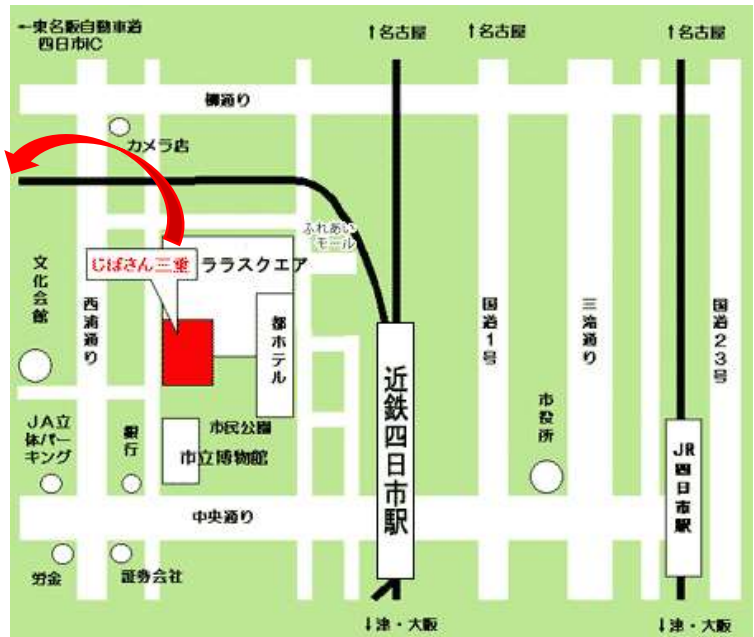 ←東名阪自動車道
四日市IC
↑名古屋
↑名古屋
↑名古屋
柳通り
カメラ店
ふれあい
モール
じばさん三重
ララスクエア
文化会館
西浦通り
都ホテル
国道1号
三滝通り
国道23号
近鉄四日市駅
市役所
JA立
体パー
キング
銀行
市民公園
市立博物館
JR四日市駅
中央通り
労金
証券会社
↓津・大阪
↓津・大阪